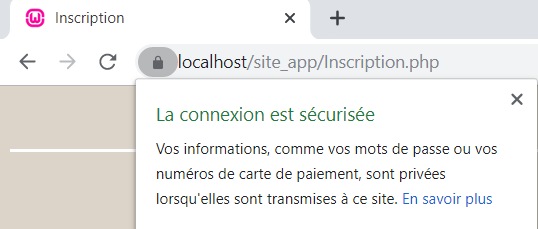 Inscription
localhost/site_app/Inscription.php
La connexion est sécurisée
Vos informations, comme vos mots de passe ou vos
numéros de carte de paiement, sont privées
lorsqu'elles sont transmises à ce site. En savoir plus